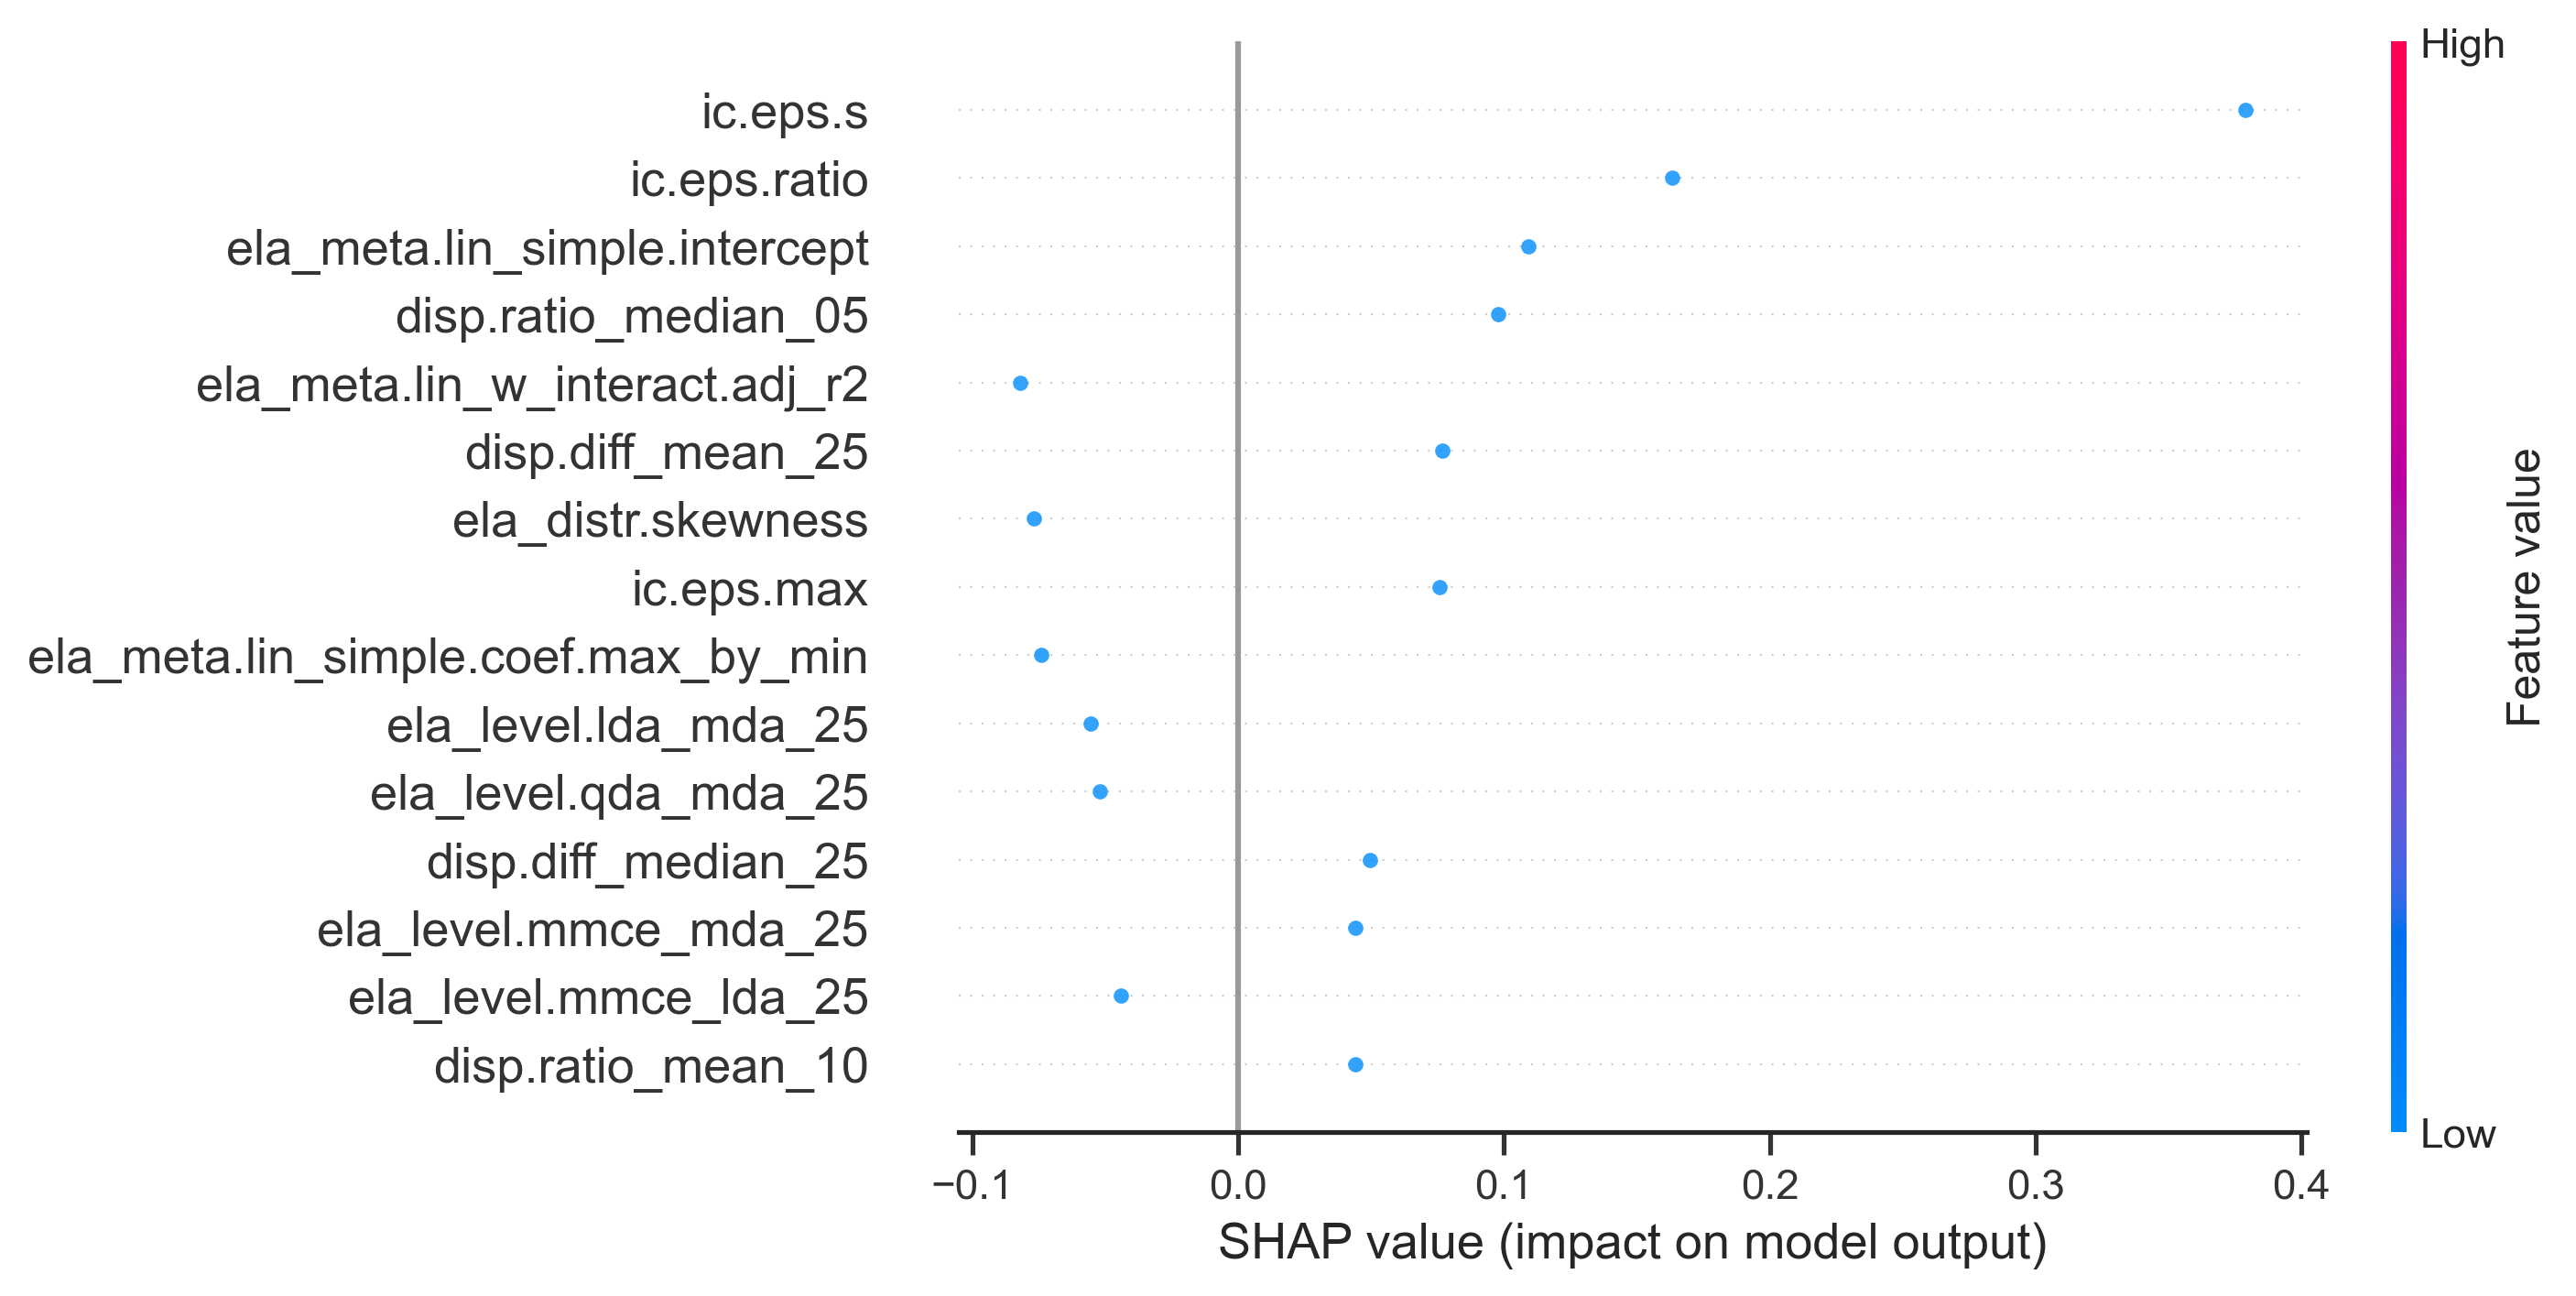 High
ic.eps.s
ic.eps.ratio
ela_meta.lin_simple.intercept
disp.ratio_median_05
ela_meta.lin_w_interact.adj_r2
disp.diff_mean_25
ela_distr.skewness
ic.eps.max
ela_meta.lin_simple.coef.max_by_min
ela_level.lda_mda_25
ela_level.qda_mda_25
disp.diff_median_25
ela_level.mmce_mda_25
ela_level.mmce_lda_25
disp.ratio_mean_10
Feature value
Low
−0.1 0.0 0.1 0.2 0.3 0.4
SHAP value (impact on model output)